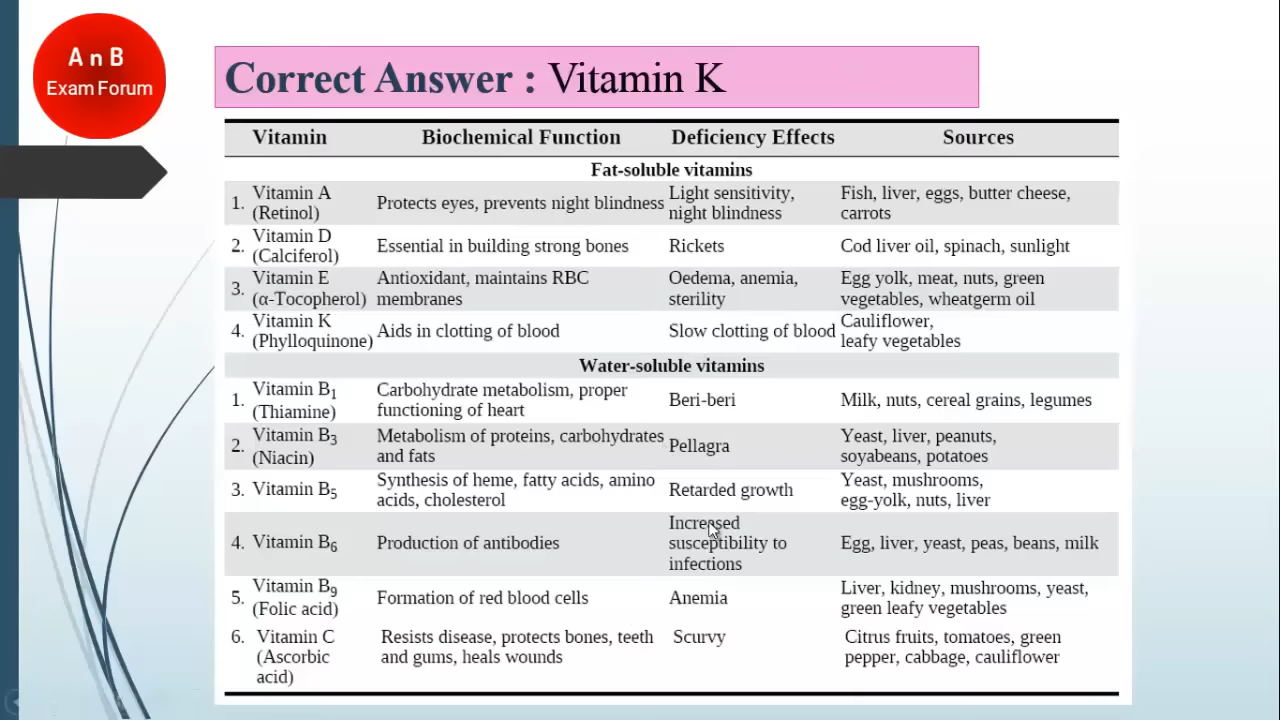 A n B
Exam Forum
Correct Answer : Vitamin K
Vitamin Biochemical Function Deficiency Effects Sources
Fat-soluble vitamins
1. Vitamin A (Retinol) Protects eyes, prevents night blindness Light sensitivity, night blindness Fish, liver, eggs, butter cheese, carrots
2. Vitamin D (Calciferol) Essential in building strong bones Rickets Cod liver oil, spinach, sunlight
3. Vitamin E (α-Tocopherol) Antioxidant, maintains RBC membranes Oedema, anemia, sterility Egg yolk, meat, nuts, green vegetables, wheatgerm oil
4. Vitamin K (Phylloquinone) Aids in clotting of blood Slow clotting of blood Cauliflower, leafy vegetables
Water-soluble vitamins
1. Vitamin B₁ (Thiamine) Carbohydrate metabolism, proper functioning of heart Beri-beri Milk, nuts, cereal grains, legumes
2. Vitamin B₃ (Niacin) Metabolism of proteins, carbohydrates and fats Pellagra Yeast, liver, peanuts, soyabeans, potatoes
3. Vitamin B₅ Synthesis of heme, fatty acids, amino acids, cholesterol Retarded growth Yeast, mushrooms, egg-yolk, nuts, liver
4. Vitamin B₆ Production of antibodies Increased susceptibility to infections Egg, liver, yeast, peas, beans, milk
5. Vitamin B₉ (Folic acid) Formation of red blood cells Anemia Liver, kidney, mushrooms, yeast, green leafy vegetables
6. Vitamin C (Ascorbic acid) Resists disease, protects bones, teeth and gums, heals wounds Scurvy Citrus fruits, tomatoes, green pepper, cabbage, cauliflower